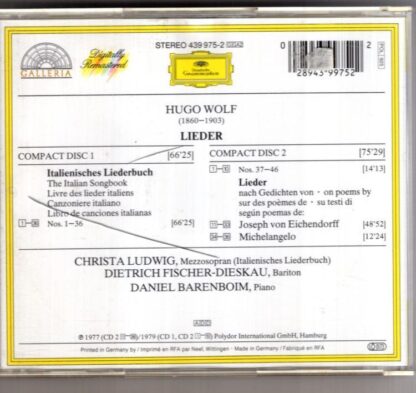 GALLERIA
Digitally
Remastered
STEREO 439 975-2
Deutsche
Grammophon
0
28943 99752
2
HUGO WOLF
(1860–1903)
LIEDER
COMPACT DISC 1 [66'25]
Italienisches Liederbuch
The Italian Songbook
Livre des lieder italiens
Canzoniere italiano
Libro de canciones italianas
Nos. 1–36 [66'25]
COMPACT DISC 2 [75'29]
Nos. 37–46 [14'13]
Lieder
nach Gedichten von · on poems by
sur des poèmes de · su testi di
según poemas de:
Joseph von Eichendorff [48'52]
Michelangelo [12'24]
CHRISTA LUDWIG, Mezzosopran (Italienisches Liederbuch)
DIETRICH FISCHER-DIESKAU, Bariton
DANIEL BARENBOIM, Piano
ADD
Ⓟ 1977 (CD 2) /1979 (CD 1, CD 2) Polydor International GmbH, Hamburg
Printed in Germany by / Imprimé en RFA par Neef, Wittingen · Made in Germany / Fabriqué en RFA